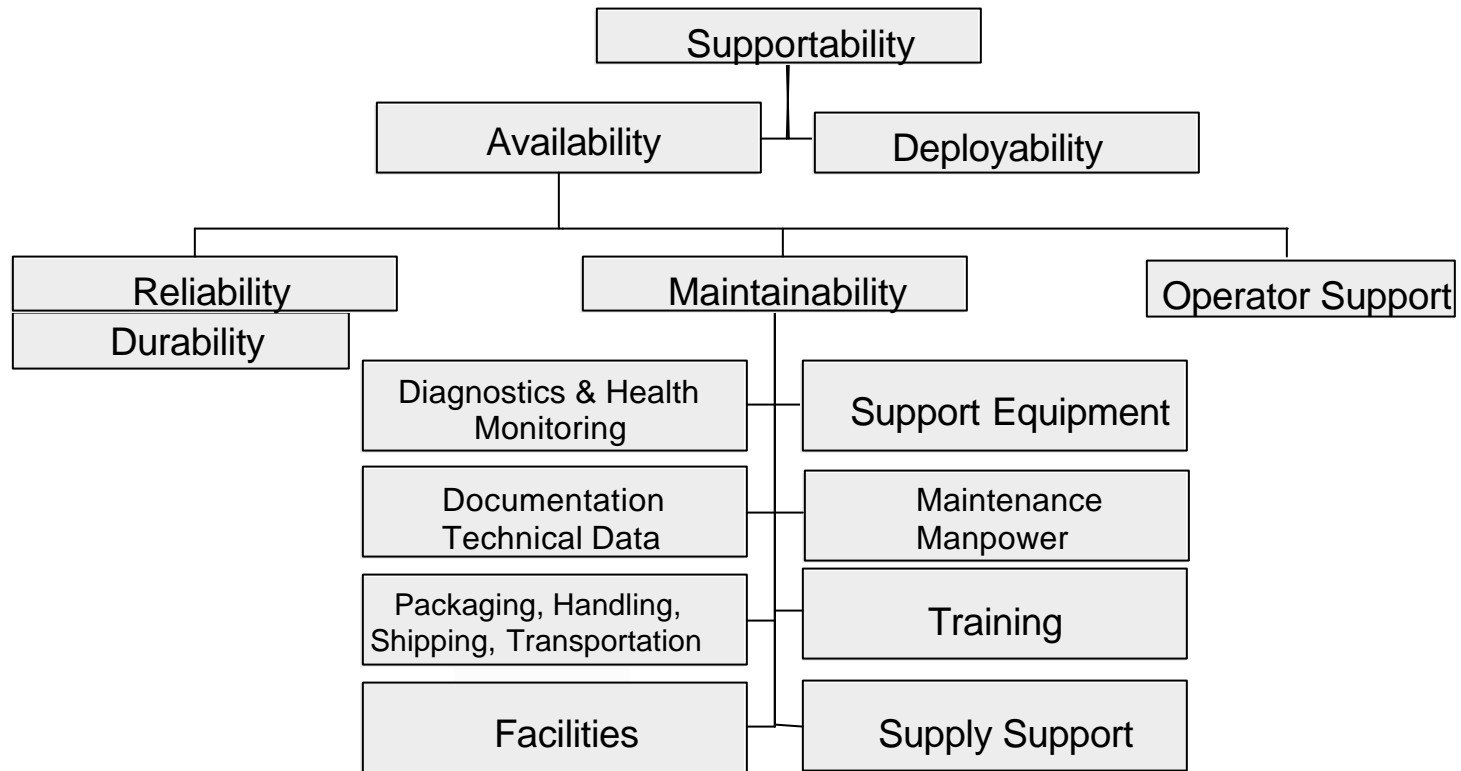 Supportability
Availability
Deployability
Reliability
Maintainability
Operator Support
Durability
Diagnostics & Health
Monitoring
Support Equipment
Documentation
Technical Data
Maintenance
Manpower
Packaging, Handling,
Shipping, Transportation
Training
Facilities
Supply Support